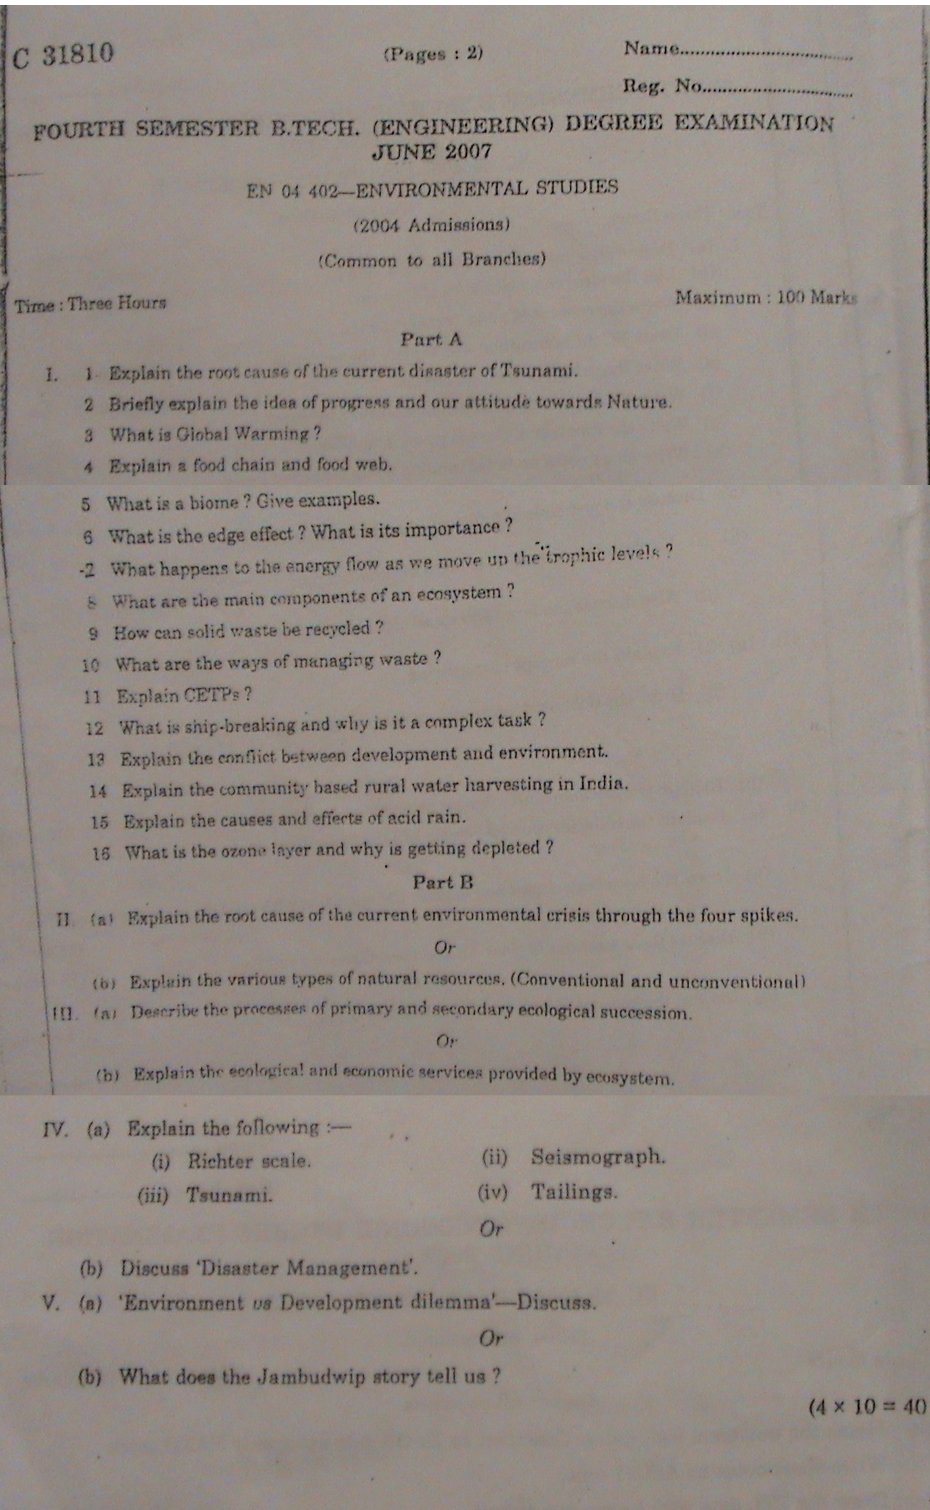 C 31810
(Pages : 2)
Name...................................
Reg. No................................
FOURTH SEMESTER B.TECH. (ENGINEERING) DEGREE EXAMINATION
JUNE 2007
EN 04 402—ENVIRONMENTAL STUDIES
(2004 Admissions)
(Common to all Branches)
Time : Three Hours
Maximum : 100 Marks
Part A
I. 1 Explain the root cause of the current disaster of Tsunami.
2 Briefly explain the idea of progress and our attitude towards Nature.
3 What is Global Warming ?
4 Explain a food chain and food web.
5 What is a biome ? Give examples.
6 What is the edge effect ? What is its importance ?
7 What happens to the energy flow as we move up the trophic levels ?
8 What are the main components of an ecosystem ?
9 How can solid waste be recycled ?
10 What are the ways of managing waste ?
11 Explain CETPs ?
12 What is ship-breaking and why is it a complex task ?
13 Explain the conflict between development and environment.
14 Explain the community based rural water harvesting in India.
15 Explain the causes and effects of acid rain.
16 What is the ozone layer and why is getting depleted ?
Part B
II. (a) Explain the root cause of the current environmental crisis through the four spikes.
Or
(b) Explain the various types of natural resources. (Conventional and unconventional)
III. (a) Describe the processes of primary and secondary ecological succession.
Or
(b) Explain the ecological and economic services provided by ecosystem.
IV. (a) Explain the following :—
(i) Richter scale. (ii) Seismograph.
(iii) Tsunami. (iv) Tailings.
Or
(b) Discuss 'Disaster Management'.
V. (a) 'Environment vs Development dilemma'—Discuss.
Or
(b) What does the Jambudwip story tell us ?
(4 × 10 = 40